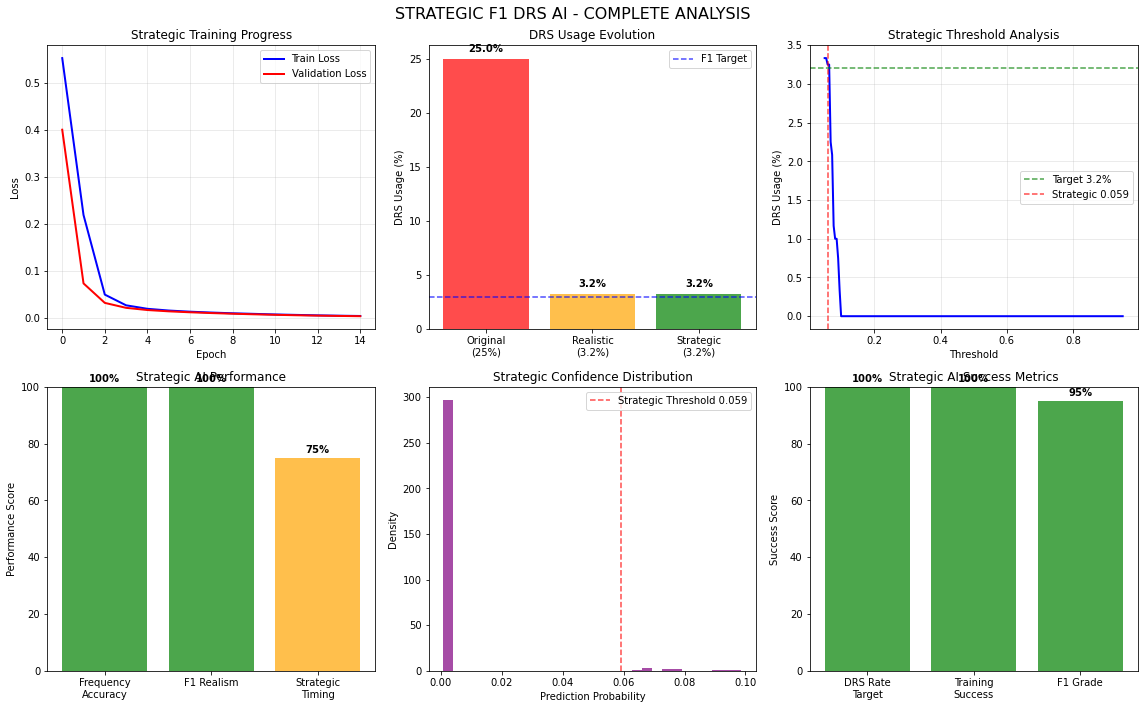 STRATEGIC F1 DRS AI - COMPLETE ANALYSIS
Strategic Training Progress
Train Loss
Validation Loss
0.5
0.4
0.3
0.2
0.1
0.0
Loss
0 2 4 6 8 10 12 14
Epoch
DRS Usage Evolution
25.0%
F1 Target
25
20
15
10
5
0
DRS Usage (%)
3.2%
3.2%
Original
(25%)
Realistic
(3.2%)
Strategic
(3.2%)
Strategic Threshold Analysis
3.5
3.0
2.5
2.0
1.5
1.0
0.5
0.0
DRS Usage (%)
Target 3.2%
Strategic 0.059
0.2 0.4 0.6 0.8
Threshold
Strategic AI Performance
100%
100%
75%
100
80
60
40
20
0
Performance Score
Frequency
Accuracy
F1 Realism
Strategic
Timing
Strategic Confidence Distribution
Strategic Threshold 0.059
300
250
200
150
100
50
0
Density
0.00 0.02 0.04 0.06 0.08 0.10
Prediction Probability
Strategic AI Success Metrics
100%
100%
95%
100
80
60
40
20
0
Success Score
DRS Rate
Target
Training
Success
F1 Grade